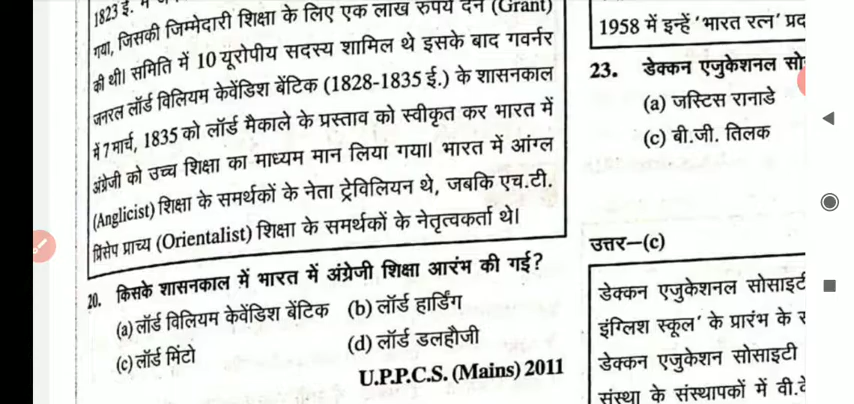 1823 ई. में
गया, जिसकी जिम्मेदारी शिक्षा के लिए एक लाख रुपये देने (Grant)
की थी। समिति में 10 यूरोपीय सदस्य शामिल थे इसके बाद गवर्नर
जनरल लॉर्ड विलियम केवेंडिश बेंटिक (1828-1835 ई.) के शासनकाल
में 7 मार्च, 1835 को लॉर्ड मैकाले के प्रस्ताव को स्वीकृत कर भारत में
अंग्रेजी को उच्च शिक्षा का माध्यम मान लिया गया। भारत में आंग्ल
(Anglicist) शिक्षा के समर्थकों के नेता ट्रेविलियन थे, जबकि एच.टी.
प्रिंसेप प्राच्य (Orientalist) शिक्षा के समर्थकों के नेतृत्वकर्ता थे।
20. किसके शासनकाल में भारत में अंग्रेजी शिक्षा आरंभ की गई?
(a) लॉर्ड विलियम केवेंडिश बेंटिक (b) लॉर्ड हार्डिंग
(c) लॉर्ड मिंटो (d) लॉर्ड डलहौजी
U.P.P.C.S. (Mains) 2011
1958 में इन्हें 'भारत रत्न' प्रद
23. डेक्कन एजुकेशनल सो
(a) जस्टिस रानाडे
(c) बी.जी. तिलक
उत्तर—(c)
डेक्कन एजुकेशनल सोसाइटी
इंग्लिश स्कूल' के प्रारंभ के
डेक्कन एजुकेशन सोसाइटी
संस्था के संस्थापकों में वी.